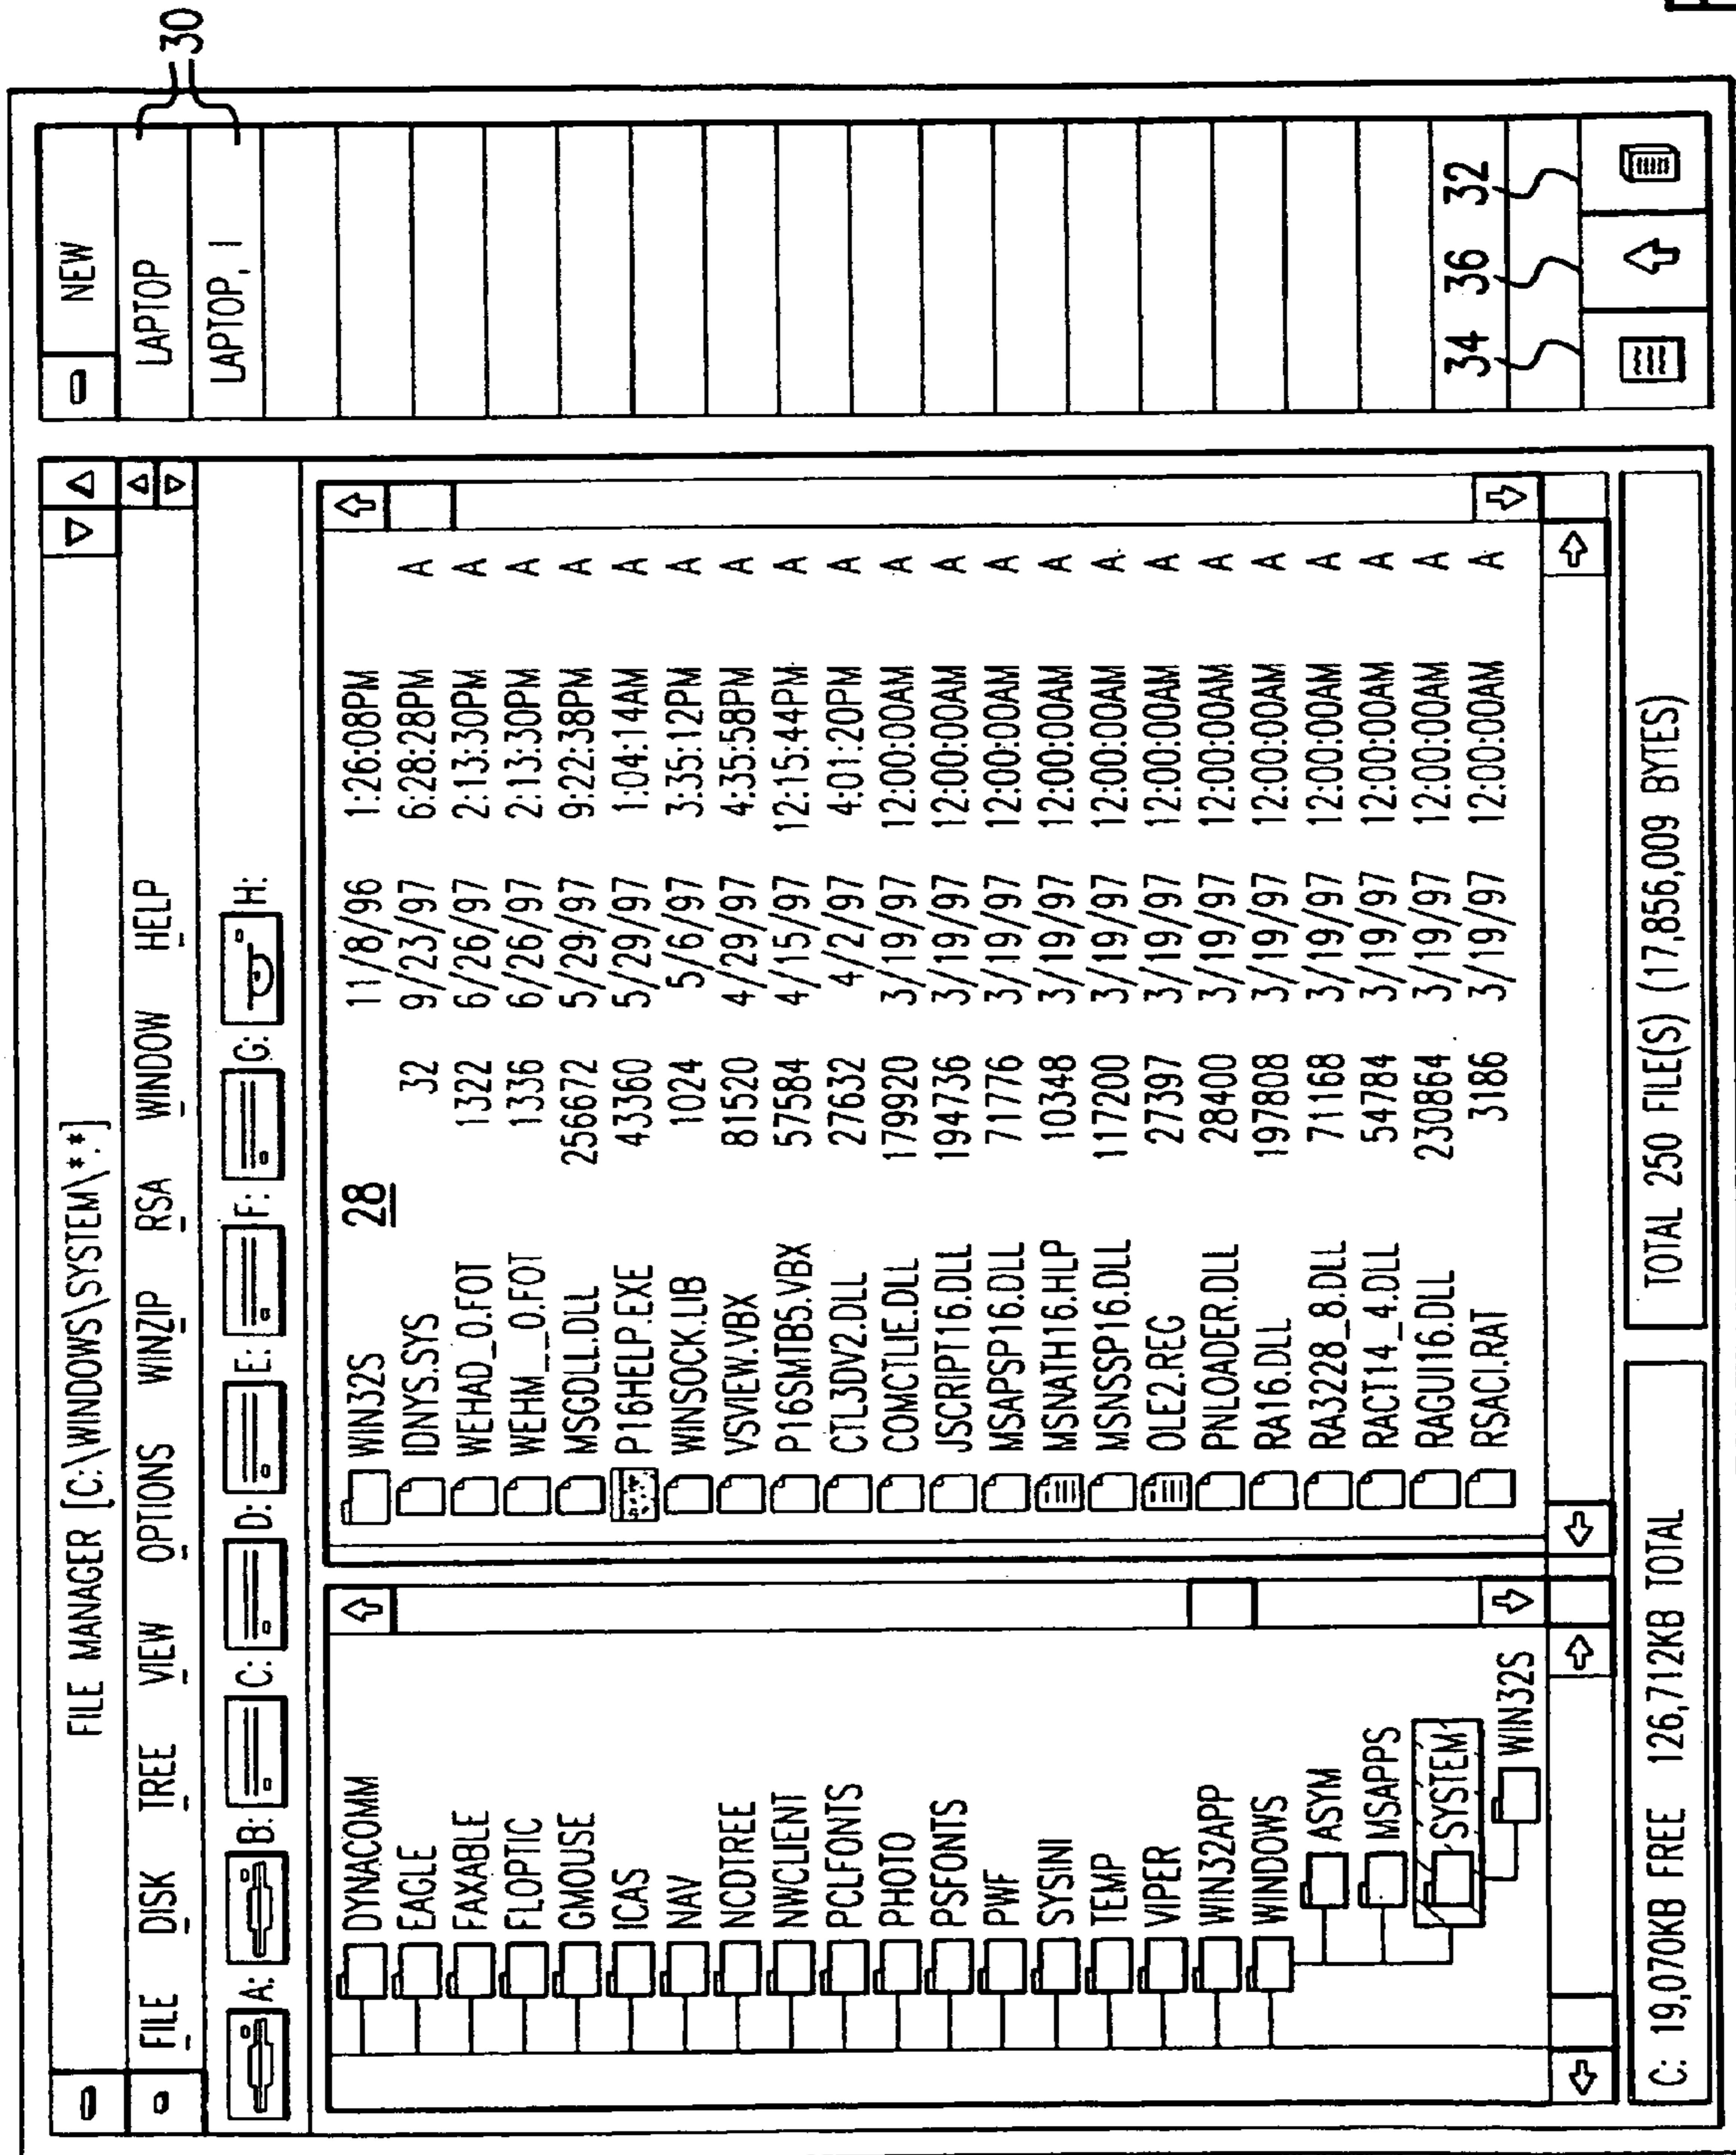 FILE MANAGER [C:\WINDOWS\SYSTEM\*.*]
FILE DISK TREE VIEW OPTIONS WINZIP RSA WINDOW HELP
A: B: C: D: E: F: G: H:
DYNACOMM
EAGLE
FAXABLE
FLOPTIC
GMOUSE
ICAS
NAV
NCDTREE
NWCLIENT
PCLFONTS
PHOTO
PSFONTS
PWF
SYSINI
TEMP
VIPER
WIN32APP
WINDOWS
ASYM
MSAPPS
SYSTEM
WIN32S
28
WIN32S 11/8/96 1:26:08PM
IDNYS.SYS 32 9/23/97 6:28:28PM A
WEHAD_0.FOT 1322 6/26/97 2:13:30PM A
WEHM__0.FOT 1336 6/26/97 2:13:30PM A
MSGDLL.DLL 256672 5/29/97 9:22:38PM A
P16HELP.EXE 43360 5/29/97 1:04:14AM A
WINSOCK.LIB 1024 5/6/97 3:35:12PM A
VSVIEW.VBX 81520 4/29/97 4:35:58PM A
P16SMTB5.VBX 57584 4/15/97 12:15:44PM A
CTL3DV2.DLL 27632 4/2/97 4:01:20PM A
COMCTLIE.DLL 179920 3/19/97 12:00:00AM A
JSCRIPT16.DLL 194736 3/19/97 12:00:00AM A
MSAPSP16.DLL 71776 3/19/97 12:00:00AM A
MSNATH16.HLP 10348 3/19/97 12:00:00AM A
MSNSSP16.DLL 117200 3/19/97 12:00:00AM A
OLE2.REG 27397 3/19/97 12:00:00AM A
PNLOADER.DLL 28400 3/19/97 12:00:00AM A
RA16.DLL 197808 3/19/97 12:00:00AM A
RA3228_8.DLL 71168 3/19/97 12:00:00AM A
RACT14_4.DLL 54784 3/19/97 12:00:00AM A
RAGUI16.DLL 230864 3/19/97 12:00:00AM A
RSACI.RAT 3186 3/19/97 12:00:00AM A
C: 19,070KB FREE 126,712KB TOTAL
TOTAL 250 FILE(S) (17,856,009 BYTES)
NEW
LAPTOP
LAPTOP, I
30
34 36 32